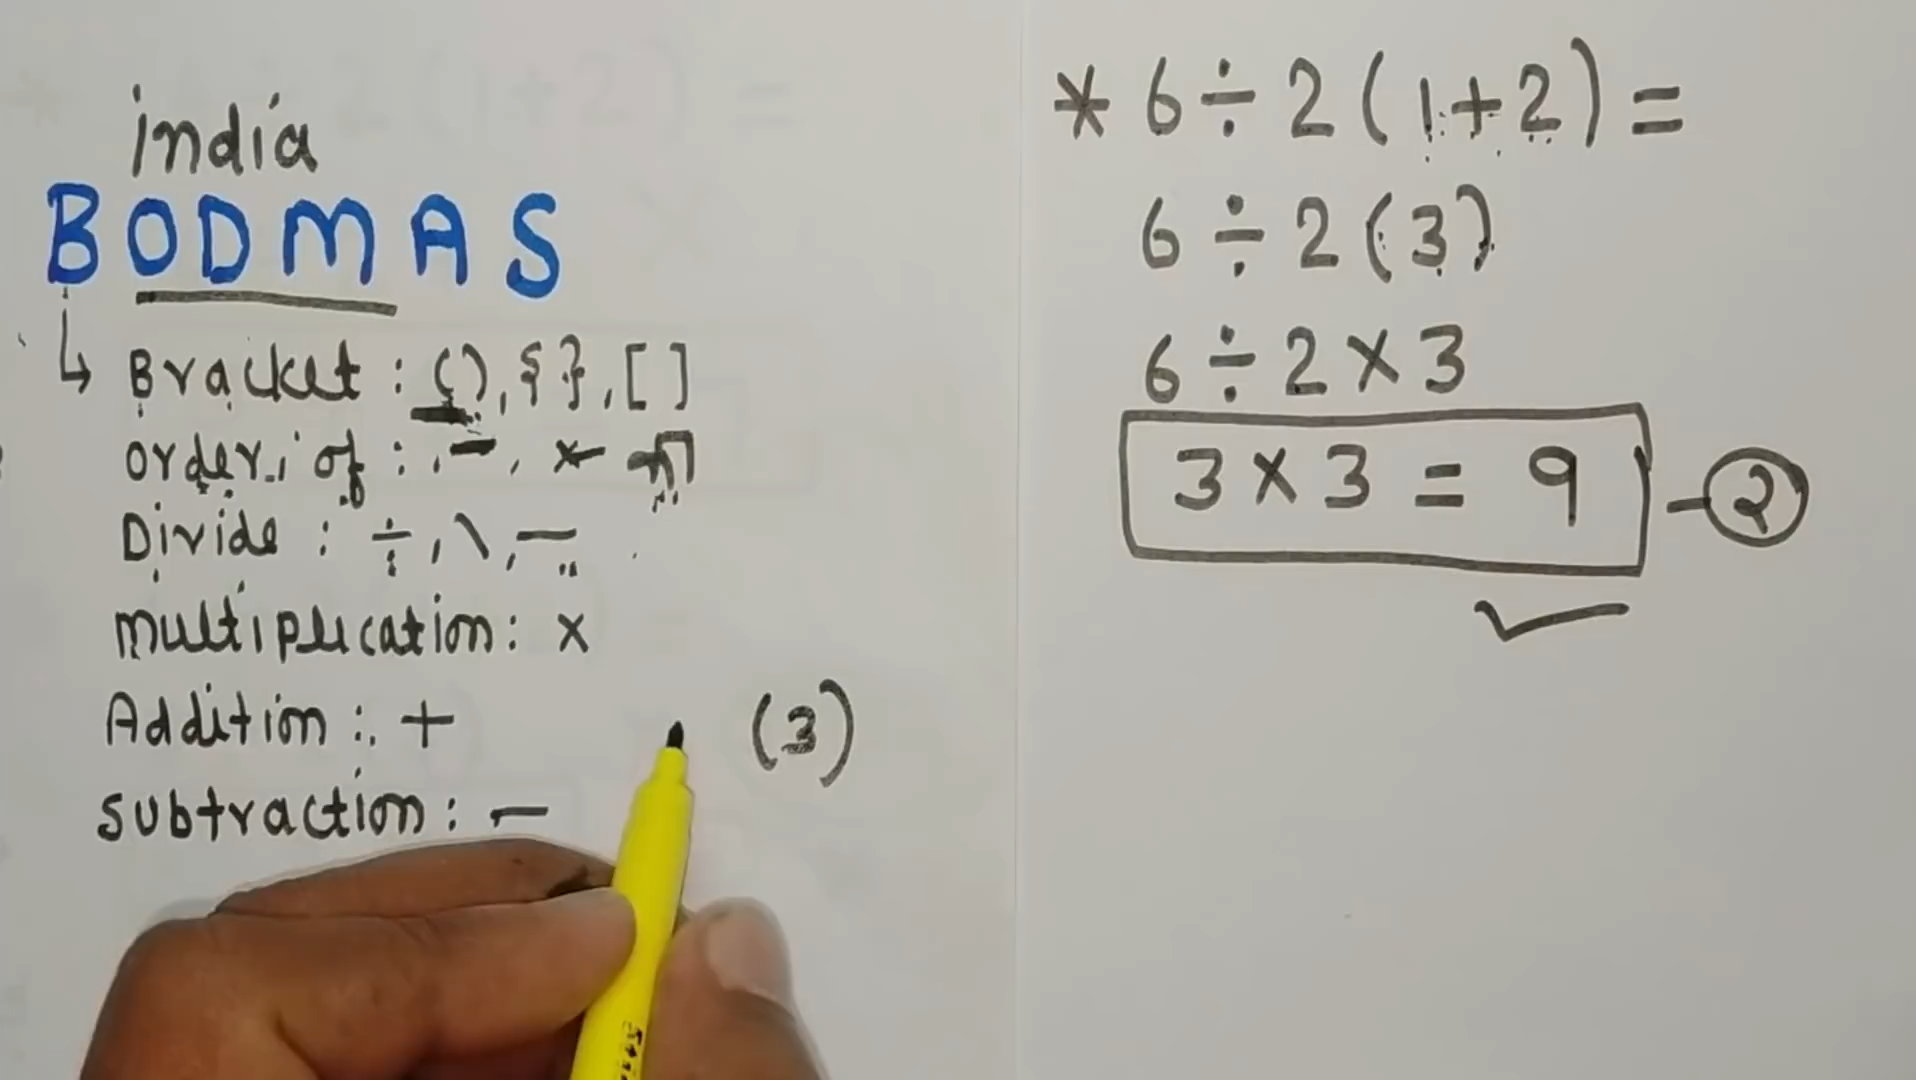 india
BODMAS
↳ Bracket : (), {}, []
order : of : -, × √
Divide : ÷, \, —
multiplication : ×
Addition : +
subtraction : −
(3)
* 6 ÷ 2 (1+2) =
6 ÷ 2 (3)
6 ÷ 2 × 3
3 × 3 = 9 - 2